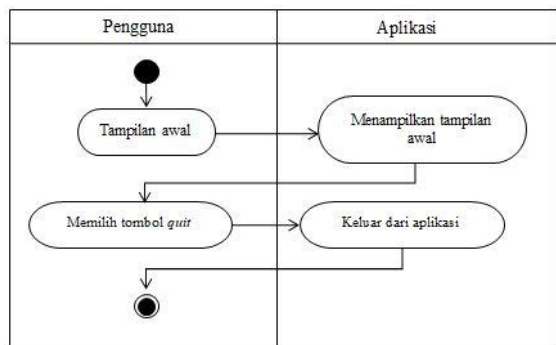 Pengguna
Aplikasi
Tampilan awal
Menampilkan tampilan
awal
Memilih tombol quit
Keluar dari aplikasi